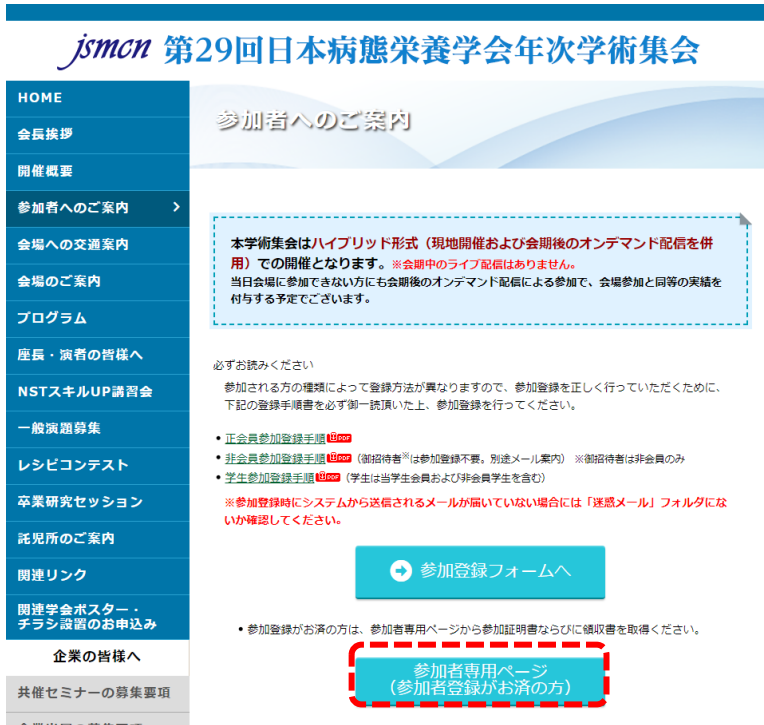 jsmcn 第29回日本病態栄養学会年次学術集会
HOME
会長挨拶
開催概要
参加者へのご案内
会場への交通案内
会場のご案内
プログラム
座長・演者の皆様へ
NSTスキルUP講習会
一般演題募集
レシピコンテスト
卒業研究セッション
託児所のご案内
関連リンク
関連学会ポスター・
チラシ設置のお申込み
企業の皆様へ
共催セミナーの募集要項
参加者へのご案内
本学術集会はハイブリッド形式（現地開催および会期後のオンデマンド配信を併
用）での開催となります。※会期中のライブ配信はありません。
当日会場に参加できない方にも会期後のオンデマンド配信による参加で、会場参加と同等の実績を
付与する予定でございます。
必ずお読みください
参加される方の種類によって登録方法が異なりますので、参加登録を正しく行っていただくために、
下記の登録手順書を必ず御一読頂いた上、参加登録を行ってください。
• 正会員参加登録手順 PDF
• 非会員参加登録手順 PDF（御招待者※は参加登録不要。別途メール案内） ※御招待者は非会員のみ
• 学生参加登録手順 PDF（学生は当学生会員および非会員学生を含む）
※参加登録時にシステムから送信されるメールが届いていない場合には「迷惑メール」フォルダにな
いか確認してください。
参加登録フォームへ
• 参加登録がお済の方は、参加者専用ページから参加証明書ならびに領収書を取得ください。
参加者専用ページ
（参加者登録がお済の方）